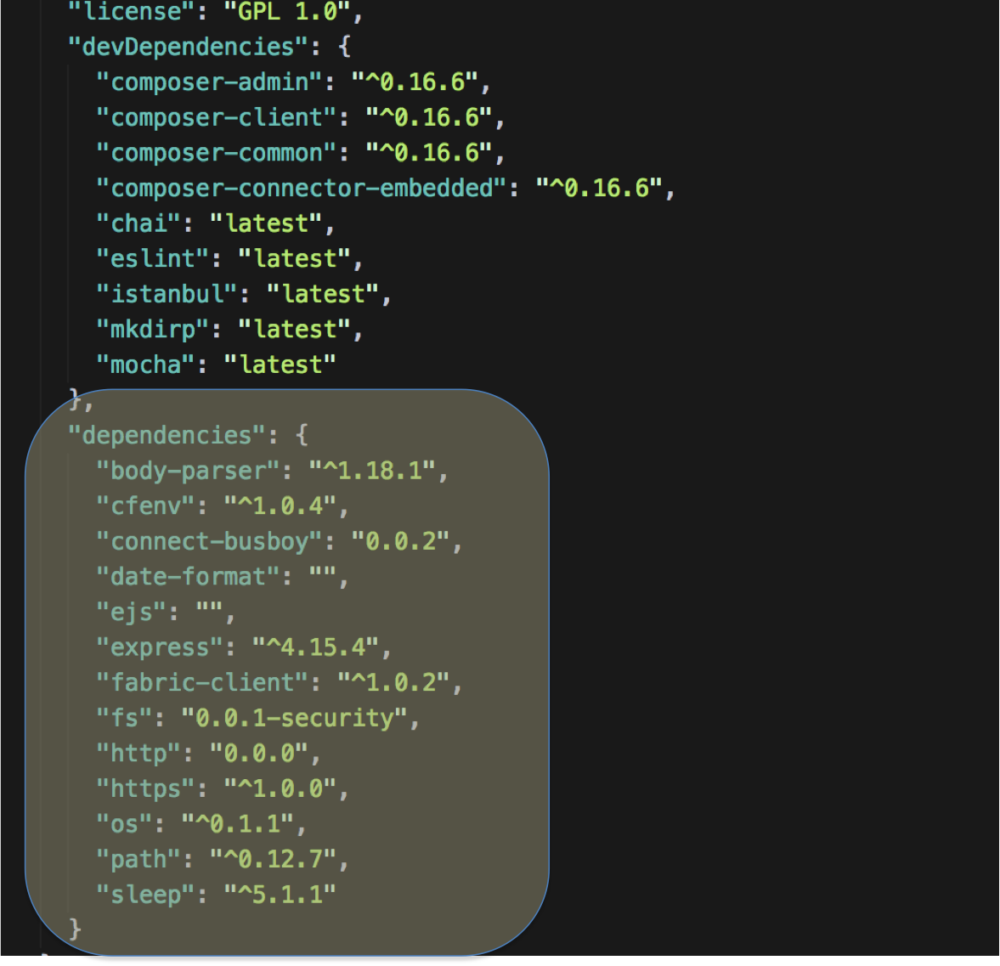 "license": "GPL 1.0",
"devDependencies": {
"composer-admin": "^0.16.6",
"composer-client": "^0.16.6",
"composer-common": "^0.16.6",
"composer-connector-embedded": "^0.16.6",
"chai": "latest",
"eslint": "latest",
"istanbul": "latest",
"mkdirp": "latest",
"mocha": "latest"
},
"dependencies": {
"body-parser": "^1.18.1",
"cfenv": "^1.0.4",
"connect-busboy": "0.0.2",
"date-format": "",
"ejs": "",
"express": "^4.15.4",
"fabric-client": "^1.0.2",
"fs": "0.0.1-security",
"http": "0.0.0",
"https": "^1.0.0",
"os": "^0.1.1",
"path": "^0.12.7",
"sleep": "^5.1.1"
}